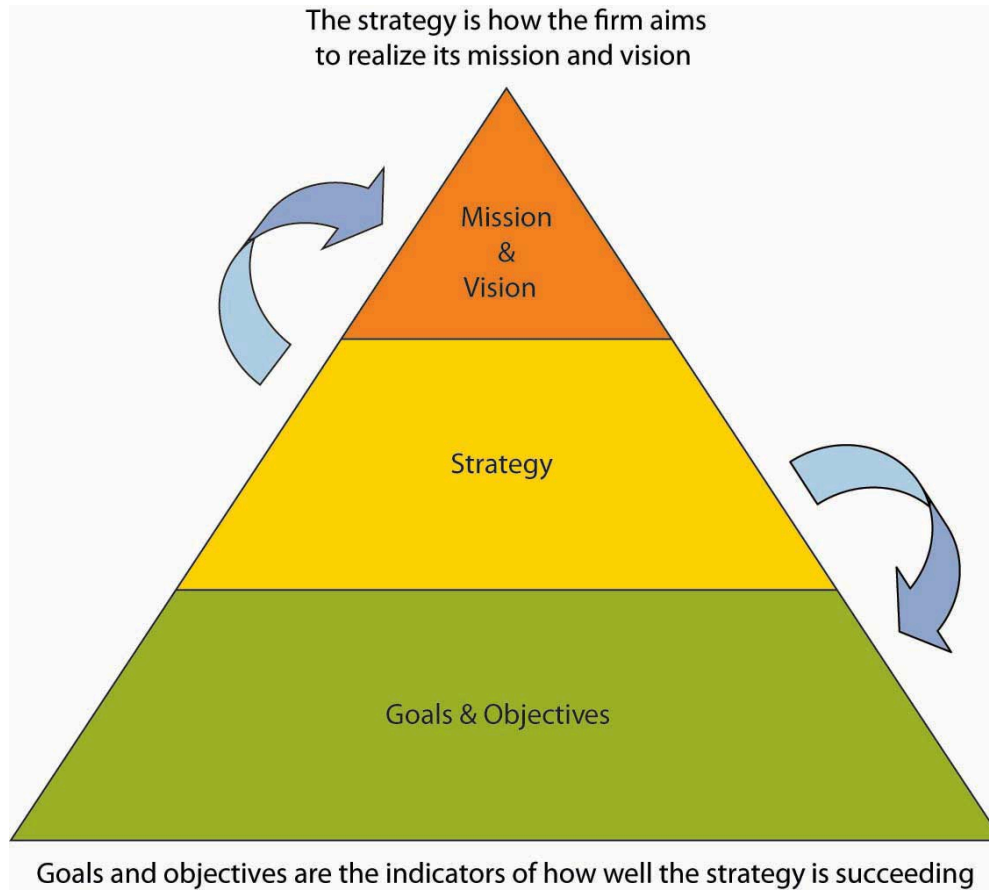 The strategy is how the firm aims
to realize its mission and vision
Mission
&
Vision
Strategy
Goals & Objectives
Goals and objectives are the indicators of how well the strategy is succeeding